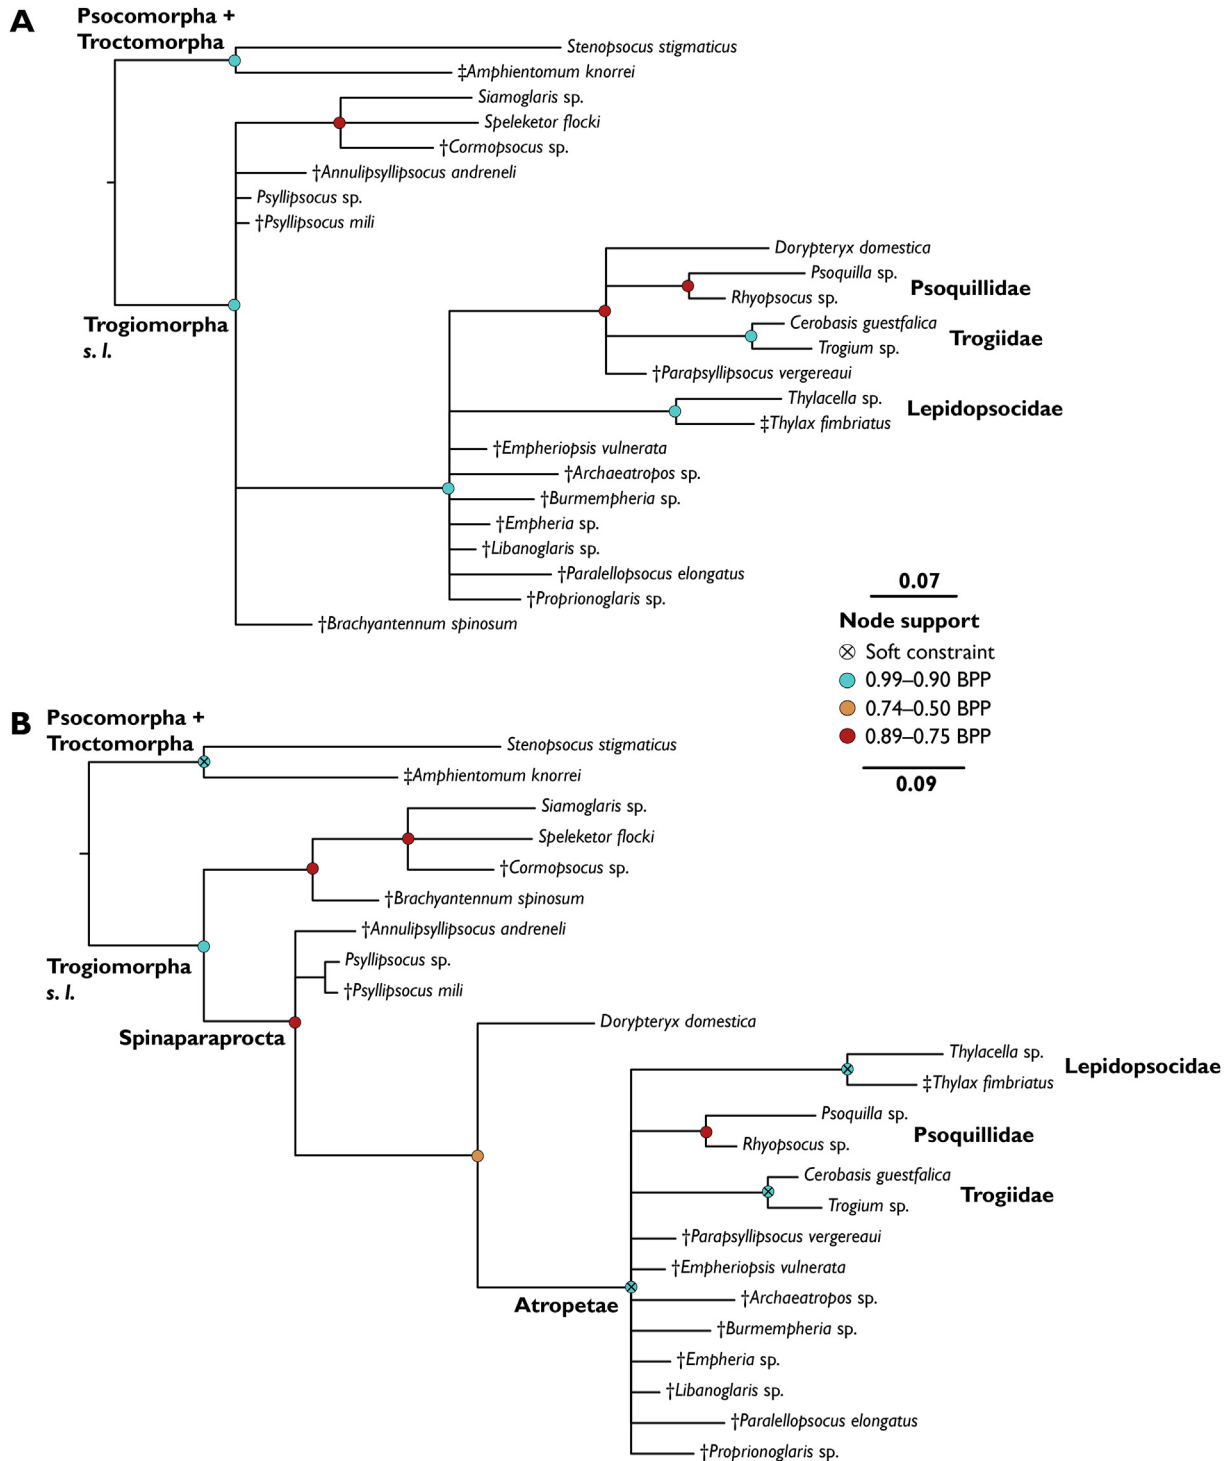 A
Psocomorpha +
Troctomorpha
Stenopsocus stigmaticus
‡Amphientomum knorrei
Siamoglaris sp.
Speleketor flocki
†Cormopsocus sp.
†Annulipsyllipsocus andreneli
Psyllipsocus sp.
†Psyllipsocus mili
Dorypteryx domestica
Psoquilla sp.
Psoquillidae
Rhyopsocus sp.
Trogiomorpha
s. l.
Cerobasis guestfalica
Trogiidae
Trogium sp.
†Parapsyllipsocus vergereaui
Thylacella sp.
Lepidopsocidae
‡Thylax fimbriatus
†Empheriopsis vulnerata
†Archaeatropos sp.
†Burmempheria sp.
†Empheria sp.
†Libanoglaris sp.
†Paralellopsocus elongatus
†Proprionoglaris sp.
†Brachyantennum spinosum
0.07
Node support
Soft constraint
0.99–0.90 BPP
0.74–0.50 BPP
0.89–0.75 BPP
0.09
B
Psocomorpha +
Troctomorpha
Stenopsocus stigmaticus
‡Amphientomum knorrei
Siamoglaris sp.
Speleketor flocki
†Cormopsocus sp.
†Brachyantennum spinosum
†Annulipsyllipsocus andreneli
Psyllipsocus sp.
†Psyllipsocus mili
Trogiomorpha
s. l.
Spinaparaprocta
Dorypteryx domestica
Thylacella sp.
Lepidopsocidae
‡Thylax fimbriatus
Psoquilla sp.
Psoquillidae
Rhyopsocus sp.
Cerobasis guestfalica
Trogiidae
Trogium sp.
†Parapsyllipsocus vergereaui
†Empheriopsis vulnerata
Atropetae
†Archaeatropos sp.
†Burmempheria sp.
†Empheria sp.
†Libanoglaris sp.
†Paralellopsocus elongatus
†Proprionoglaris sp.